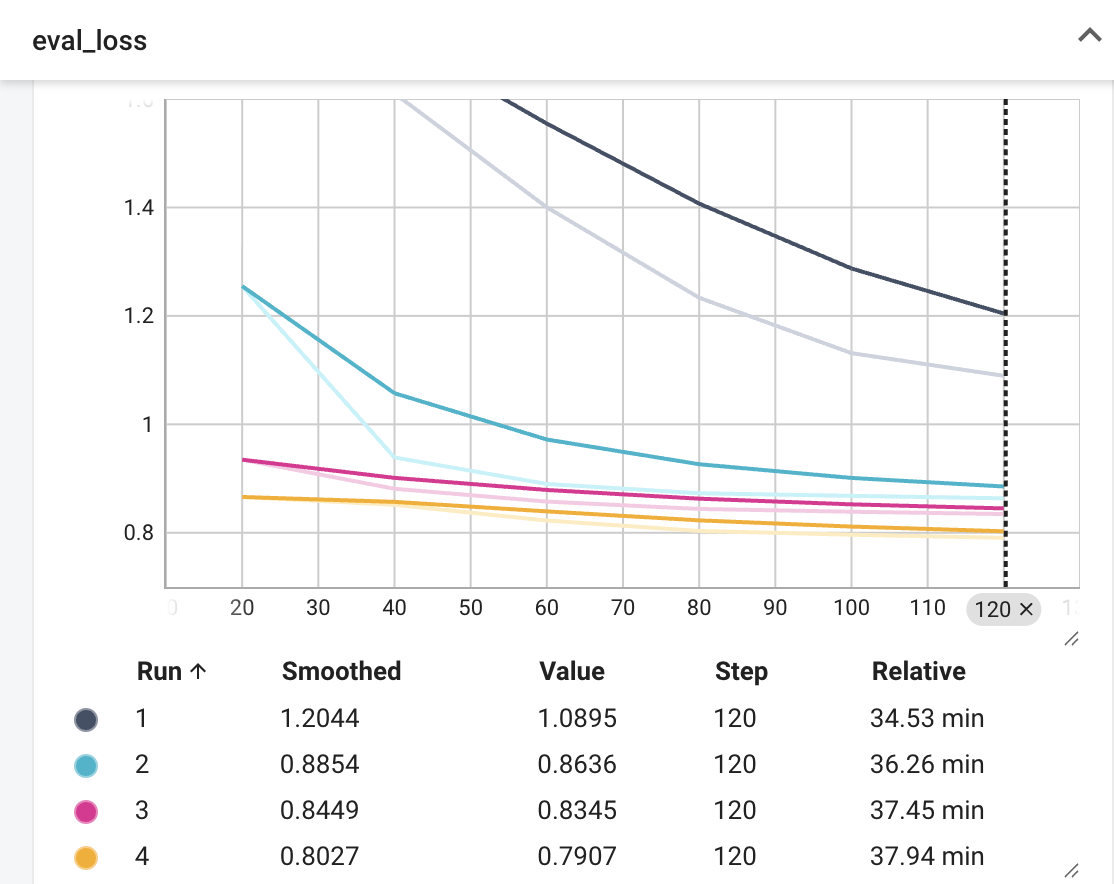 eval_loss
1.4
1.2
1
0.8
0 20 30 40 50 60 70 80 90 100 110 120 ×
Run ↑ Smoothed Value Step Relative
1 1.2044 1.0895 120 34.53 min
2 0.8854 0.8636 120 36.26 min
3 0.8449 0.8345 120 37.45 min
4 0.8027 0.7907 120 37.94 min